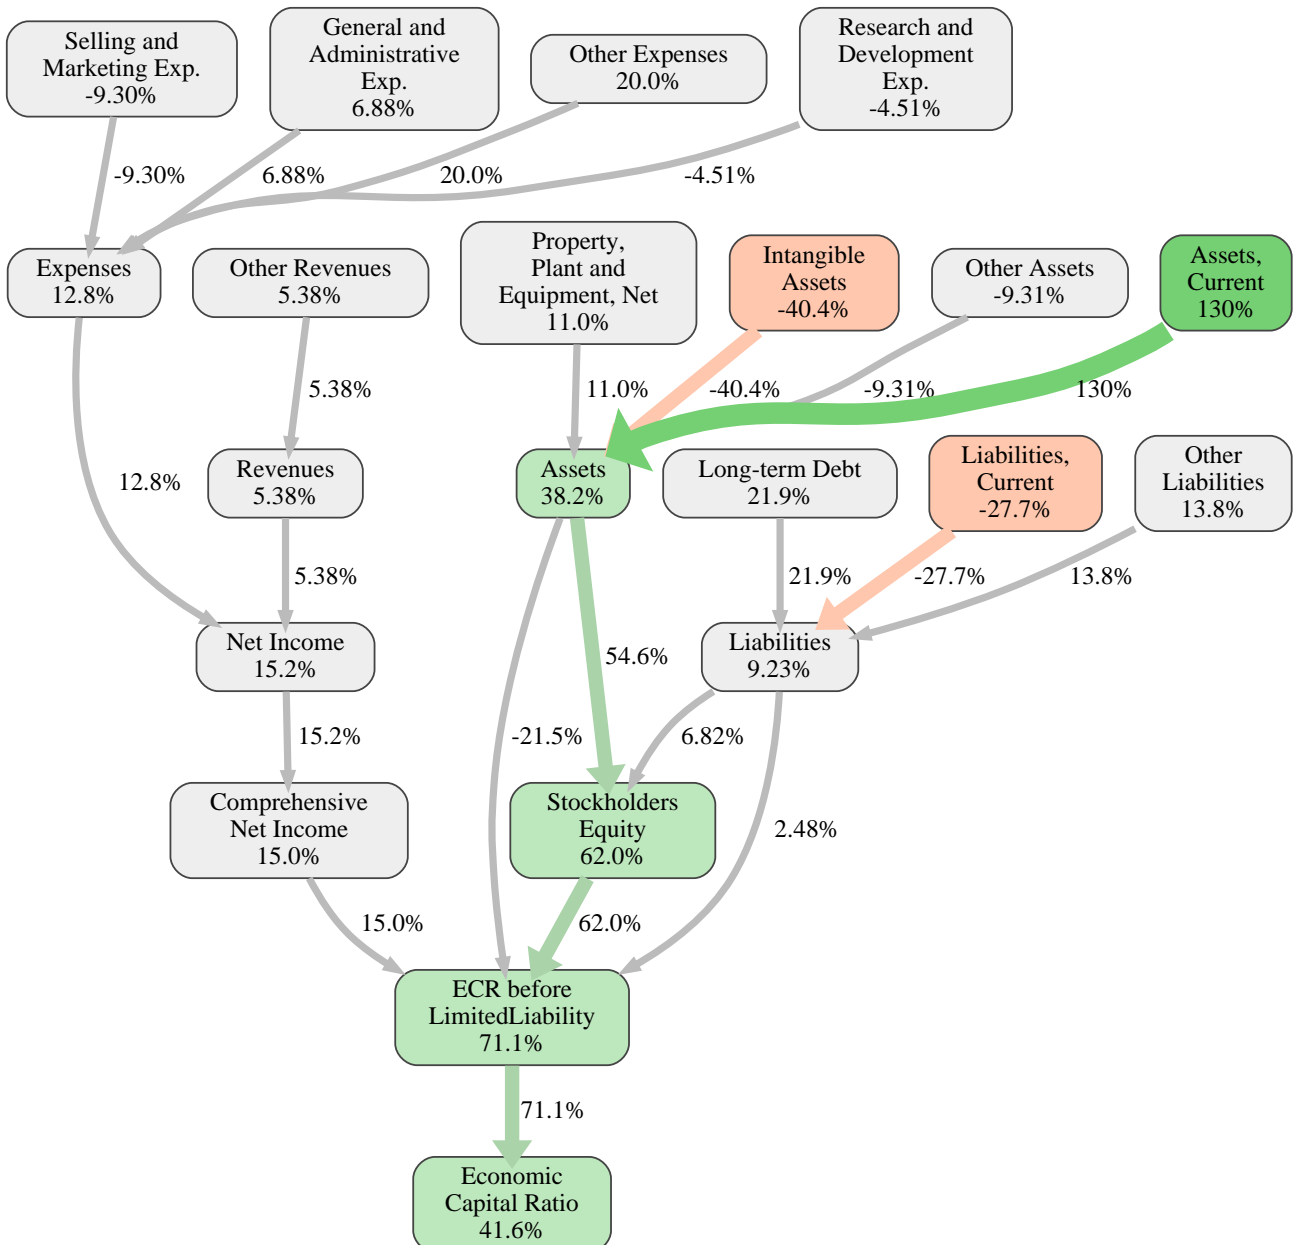 Selling and
Marketing Exp.
-9.30%
General and
Administrative
Exp.
6.88%
Other Expenses
20.0%
Research and
Development
Exp.
-4.51%
-9.30%
6.88%
20.0%
-4.51%
Expenses
12.8%
Other Revenues
5.38%
Property,
Plant and
Equipment, Net
11.0%
Intangible
Assets
-40.4%
Other Assets
-9.31%
Assets,
Current
130%
5.38%
11.0%
-40.4%
-9.31%
130%
12.8%
Revenues
5.38%
Assets
38.2%
Long-term Debt
21.9%
Liabilities,
Current
-27.7%
Other
Liabilities
13.8%
5.38%
21.9%
-27.7%
13.8%
Net Income
15.2%
54.6%
Liabilities
9.23%
15.2%
-21.5%
6.82%
Comprehensive
Net Income
15.0%
Stockholders
Equity
62.0%
2.48%
15.0%
62.0%
ECR before
LimitedLiability
71.1%
71.1%
Economic
Capital Ratio
41.6%